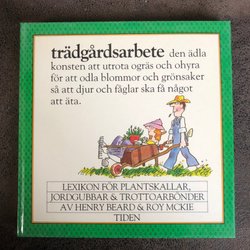 trädgårdsarbete den ädla
konsten att utrota ogräs och ohyra
för att odla blommor och grönsaker
så att djur och fåglar ska få något
att äta.
LEXIKON FÖR PLANTSKALLAR,
JORDGUBBAR & TROTTOARBÖNDER
AV HENRY BEARD & ROY MCKIE
TIDEN